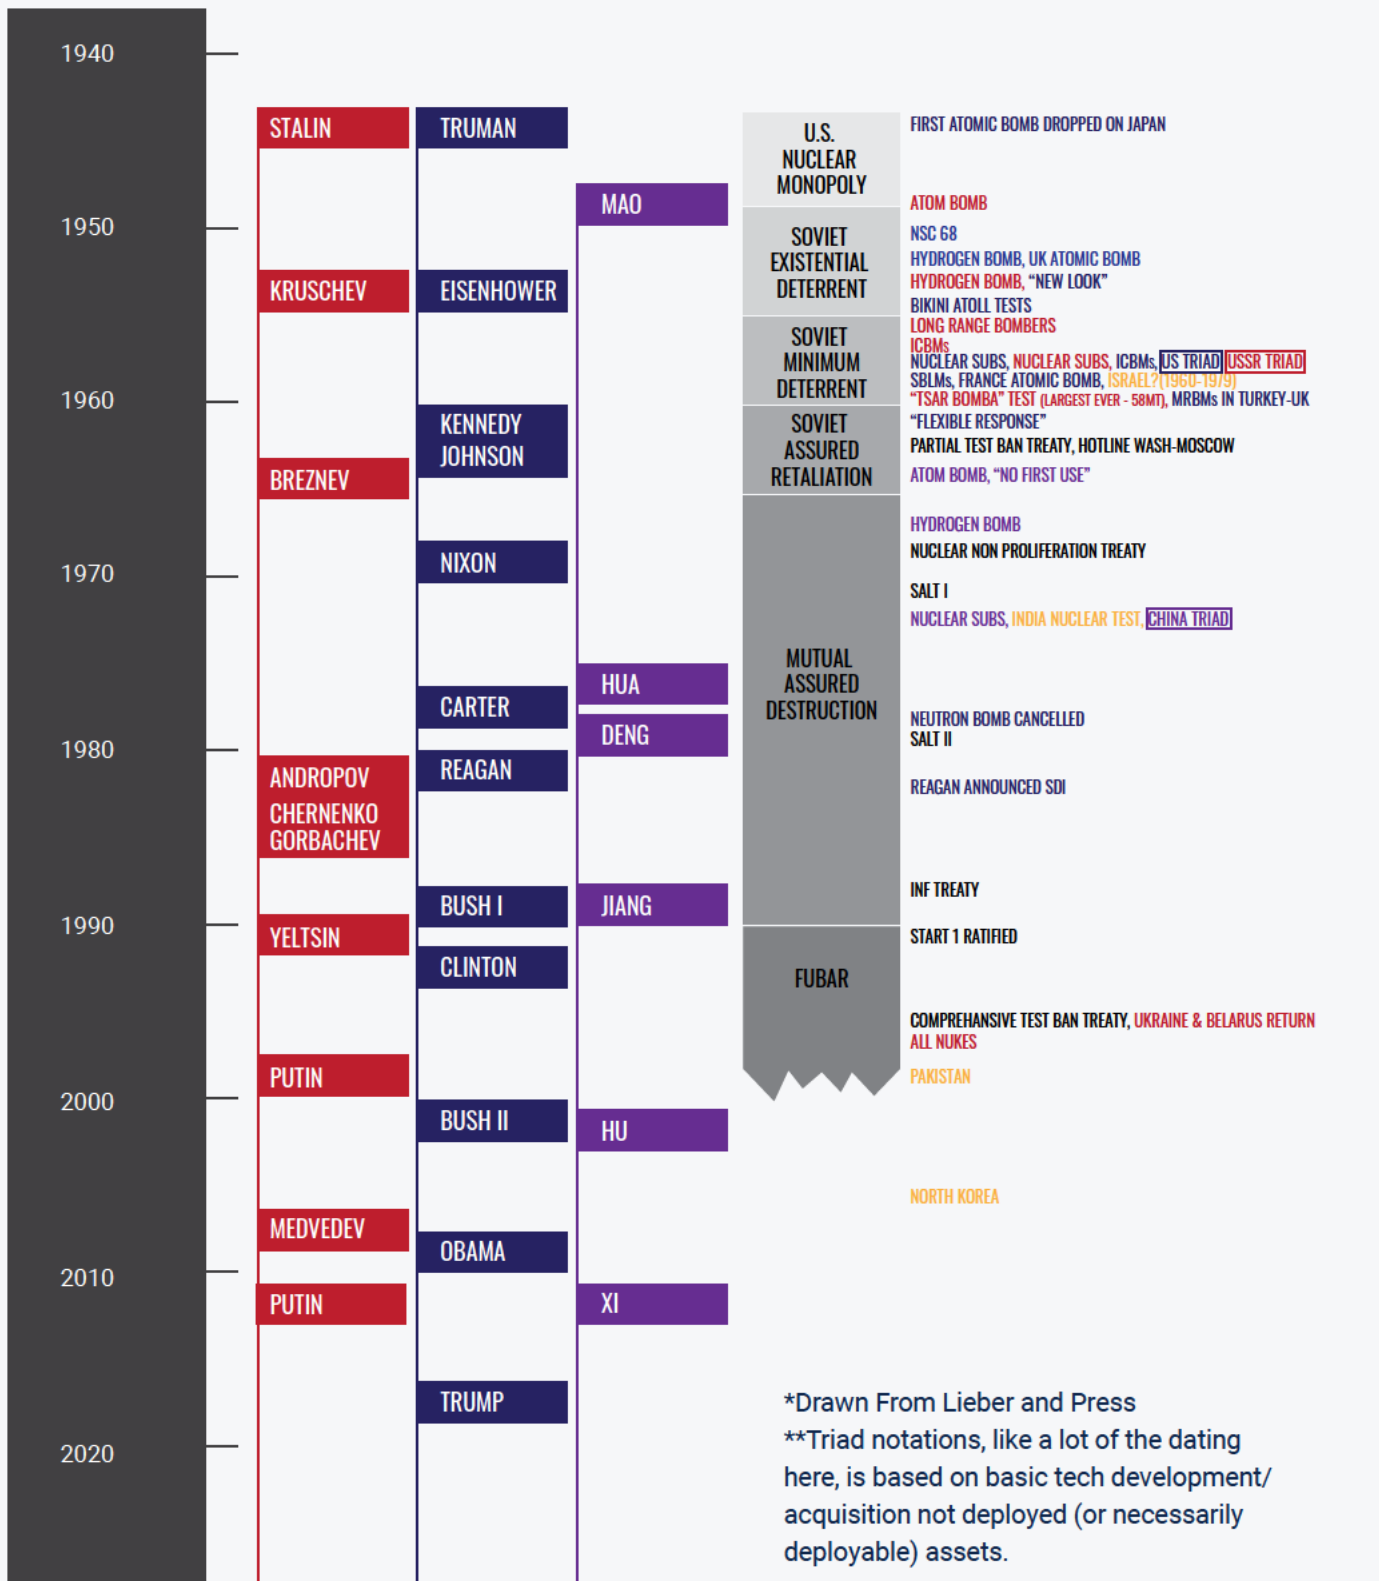 1940
1950
1960
1970
1980
1990
2000
2010
2020
STALIN
KRUSCHEV
BREZNEV
ANDROPOV
CHERNENKO
GORBACHEV
YELTSIN
PUTIN
MEDVEDEV
PUTIN
TRUMAN
EISENHOWER
KENNEDY
JOHNSON
NIXON
CARTER
REAGAN
BUSH I
CLINTON
BUSH II
OBAMA
TRUMP
MAO
HUA
DENG
JIANG
HU
XI
U.S.
NUCLEAR
MONOPOLY
SOVIET
EXISTENTIAL
DETERRENT
SOVIET
MINIMUM
DETERRENT
SOVIET
ASSURED
RETALIATION
MUTUAL
ASSURED
DESTRUCTION
FUBAR
FIRST ATOMIC BOMB DROPPED ON JAPAN
ATOM BOMB
NSC 68
HYDROGEN BOMB, UK ATOMIC BOMB
HYDROGEN BOMB, “NEW LOOK”
BIKINI ATOLL TESTS
LONG RANGE BOMBERS
ICBMs
NUCLEAR SUBS, NUCLEAR SUBS, ICBMs, US TRIAD USSR TRIAD
SBLMs, FRANCE ATOMIC BOMB, ISRAEL?(1960-1979)
“TSAR BOMBA” TEST (LARGEST EVER - 58MT), MRBMs IN TURKEY-UK
“FLEXIBLE RESPONSE”
PARTIAL TEST BAN TREATY, HOTLINE WASH-MOSCOW
ATOM BOMB, “NO FIRST USE”
HYDROGEN BOMB
NUCLEAR NON PROLIFERATION TREATY
SALT I
NUCLEAR SUBS, INDIA NUCLEAR TEST, CHINA TRIAD
NEUTRON BOMB CANCELLED
SALT II
REAGAN ANNOUNCED SDI
INF TREATY
START 1 RATIFIED
COMPREHANSIVE TEST BAN TREATY, UKRAINE & BELARUS RETURN
ALL NUKES
PAKISTAN
NORTH KOREA
*Drawn From Lieber and Press
**Triad notations, like a lot of the dating
here, is based on basic tech development/
acquisition not deployed (or necessarily
deployable) assets.